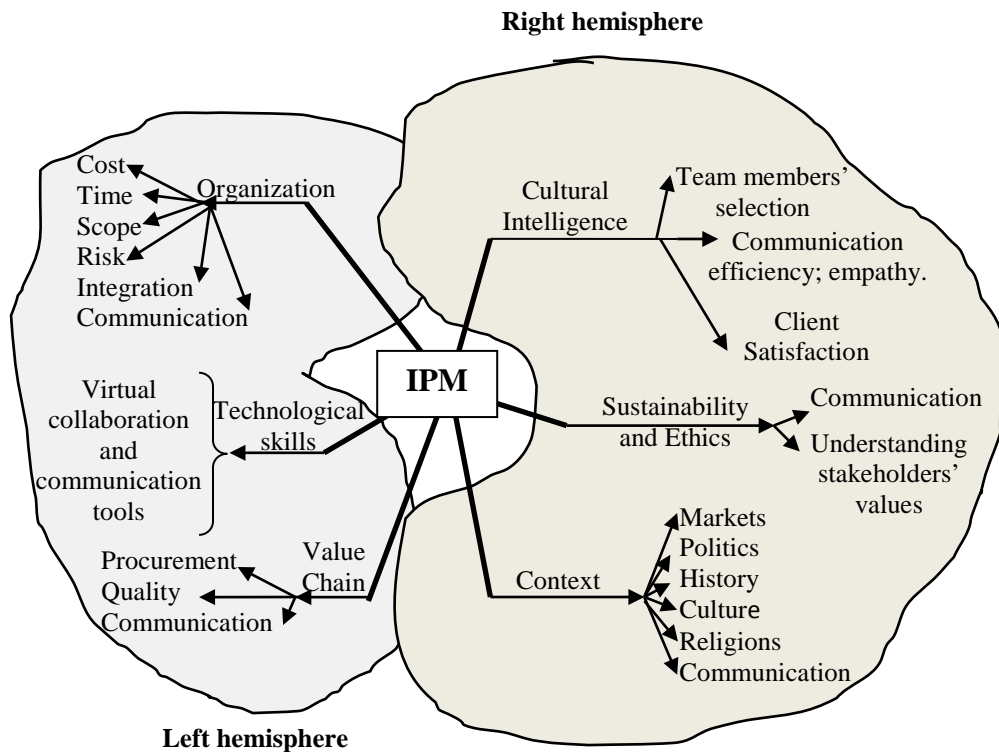 Right hemisphere
Cost
Time
Scope
Risk
Integration
Communication
Organization
Cultural
Intelligence
Team members’
selection
Communication
efficiency; empathy.
Client
Satisfaction
IPM
Virtual
collaboration
and
communication
tools
Technological
skills
Sustainability
and Ethics
Communication
Understanding
stakeholders’
values
Procurement
Quality
Communication
Value
Chain
Context
Markets
Politics
History
Culture
Religions
Communication
Left hemisphere